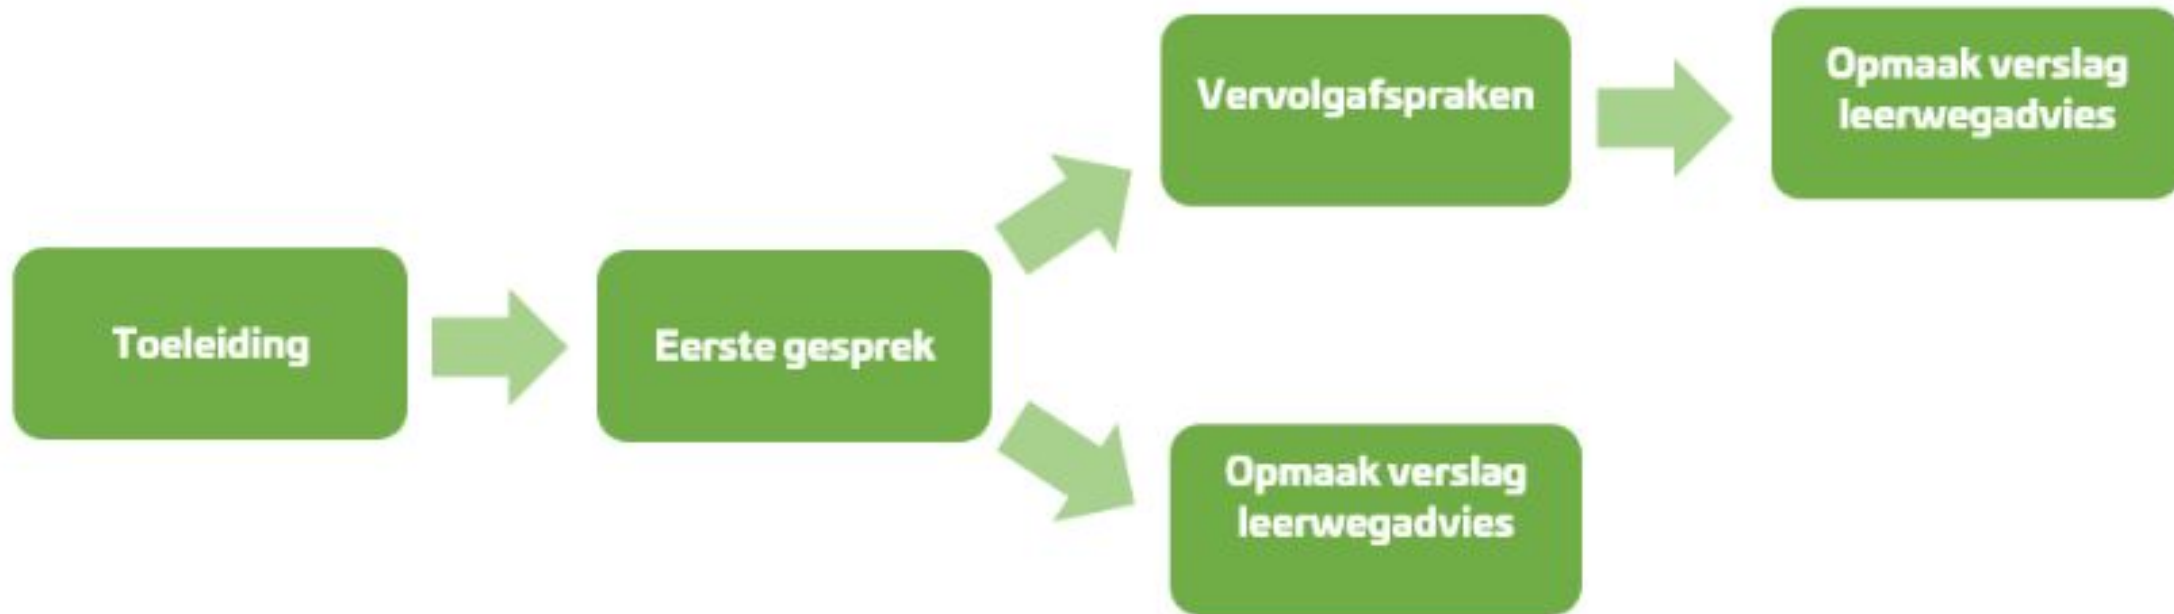 Toeleiding
Eerste gesprek
Vervolgafspraken
Opmaak verslag
leerwegadvies
Opmaak verslag
leerwegadvies